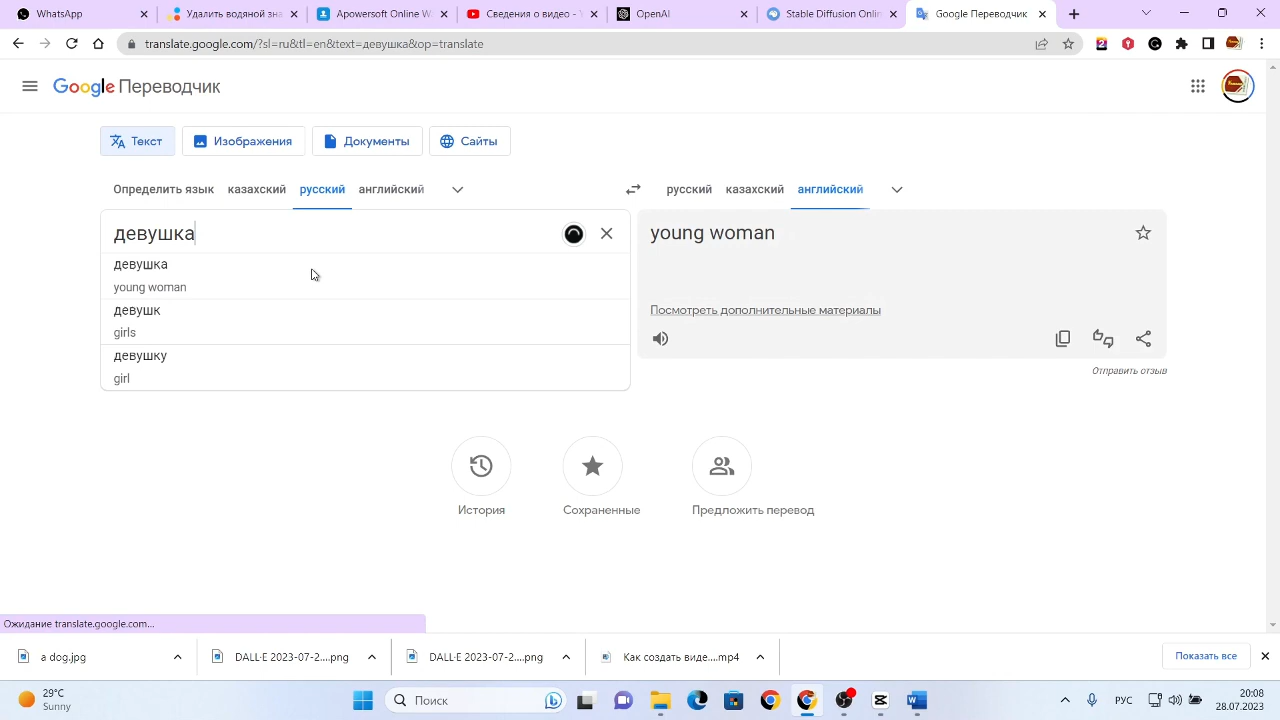 WhatsApp
Удалить водяной зна
Aiseesoft Online W
Сведения о видео - Y
OpenAI
Stable Diffusion Onlin
Google Переводчик
translate.google.com/?sl=ru&tl=en&text=девушка&op=translate
Google Переводчик
Текст
Изображения
Документы
Сайты
Определить язык
казахский
русский
английский
русский
казахский
английский
девушка
young woman
девушка
young woman
девушк
girls
девушку
girl
Посмотреть дополнительные материалы
Отправить отзыв
История
Сохраненные
Предложить перевод
Ожидание translate.google.com...
a dog.jpg
DALL·E 2023-07-2....png
DALL·E 2023-07-2....png
Как создать виде....mp4
Показать все
29°C
Sunny
Поиск
РУС
20:08
28.07.2023